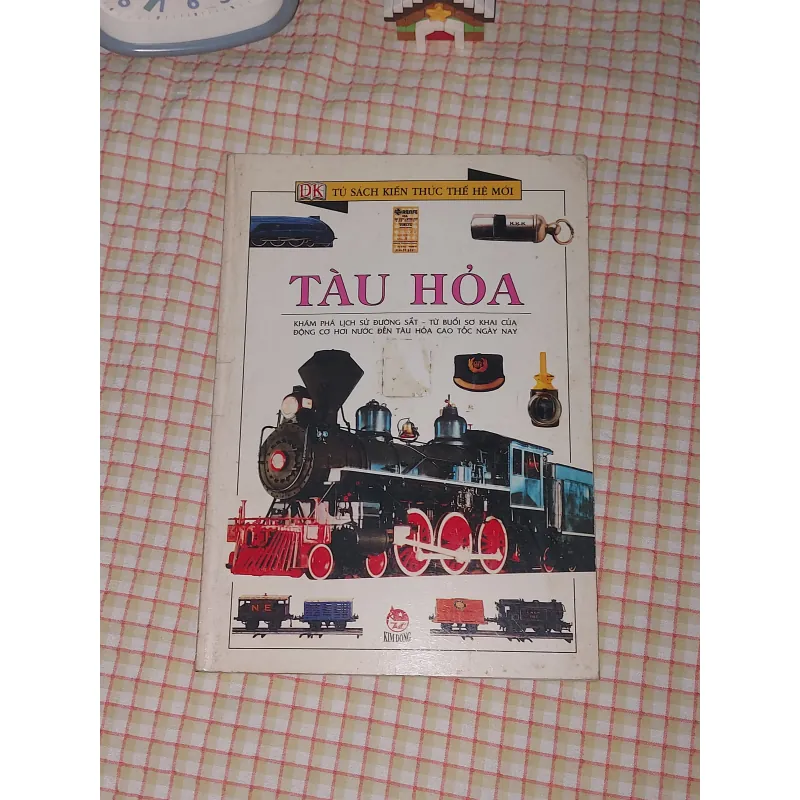 DK TỦ SÁCH KIẾN THỨC THẾ HỆ MỚI
K.R.K
TÀU HỎA
KHÁM PHÁ LỊCH SỬ ĐƯỜNG SẮT - TỪ BUỔI SƠ KHAI CỦA
ĐỘNG CƠ HƠI NƯỚC ĐẾN TÀU HỎA CAO TỐC NGÀY NAY
N E
KIM ĐỒNG